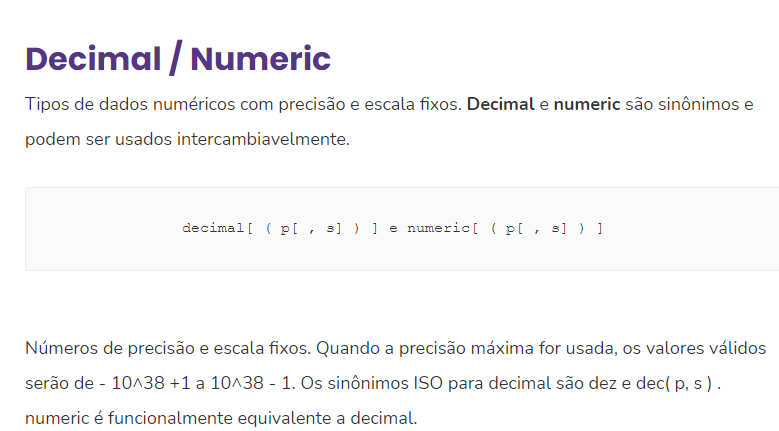 Decimal / Numeric
Tipos de dados numéricos com precisão e escala fixos. Decimal e numeric são sinônimos e
podem ser usados intercambiavelmente.
decimal[ ( p[ , s] ) ] e numeric[ ( p[ , s] ) ]
Números de precisão e escala fixos. Quando a precisão máxima for usada, os valores válidos
serão de - 10^38 +1 a 10^38 - 1. Os sinônimos ISO para decimal são dez e dec( p, s ) .
numeric é funcionalmente equivalente a decimal.